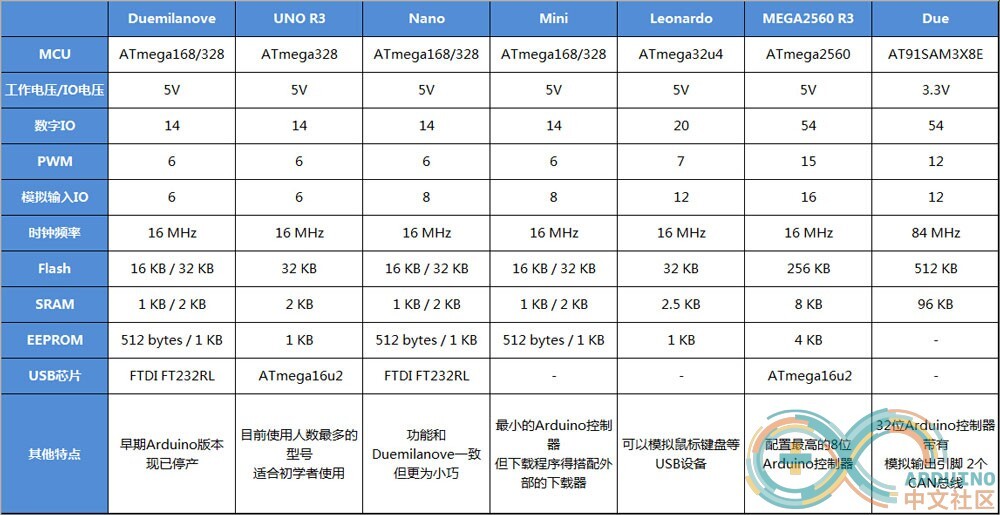 Duemilanove UNO R3 Nano Mini Leonardo MEGA2560 R3 Due
MCU ATmega168/328 ATmega328 ATmega168/328 ATmega168/328 ATmega32u4 ATmega2560 AT91SAM3X8E
工作电压/IO电压 5V 5V 5V 5V 5V 5V 3.3V
数字IO 14 14 14 14 20 54 54
PWM 6 6 6 6 7 15 12
模拟输入IO 6 6 8 8 12 16 12
时钟频率 16 MHz 16 MHz 16 MHz 16 MHz 16 MHz 16 MHz 84 MHz
Flash 16 KB / 32 KB 32 KB 16 KB / 32 KB 16 KB / 32 KB 32 KB 256 KB 512 KB
SRAM 1 KB / 2 KB 2 KB 1 KB / 2 KB 1 KB / 2 KB 2.5 KB 8 KB 96 KB
EEPROM 512 bytes / 1 KB 1 KB 512 bytes / 1 KB 512 bytes / 1 KB 1 KB 4 KB -
USB芯片 FTDI FT232RL ATmega16u2 FTDI FT232RL - - ATmega16u2 -
其他特点
早期Arduino版本
现已停产
目前使用人数最多的
型号
适合初学者使用
功能和
Duemilanove一致
但更为小巧
最小的Arduino控制
器
但下载程序得搭配外
部的下载器
可以模拟鼠标键盘等
USB设备
配置最高的8位
Arduino控制器
32位Arduino控制器
带有
模拟输出引脚 2个
CAN总线
ARDUINO
中文社区